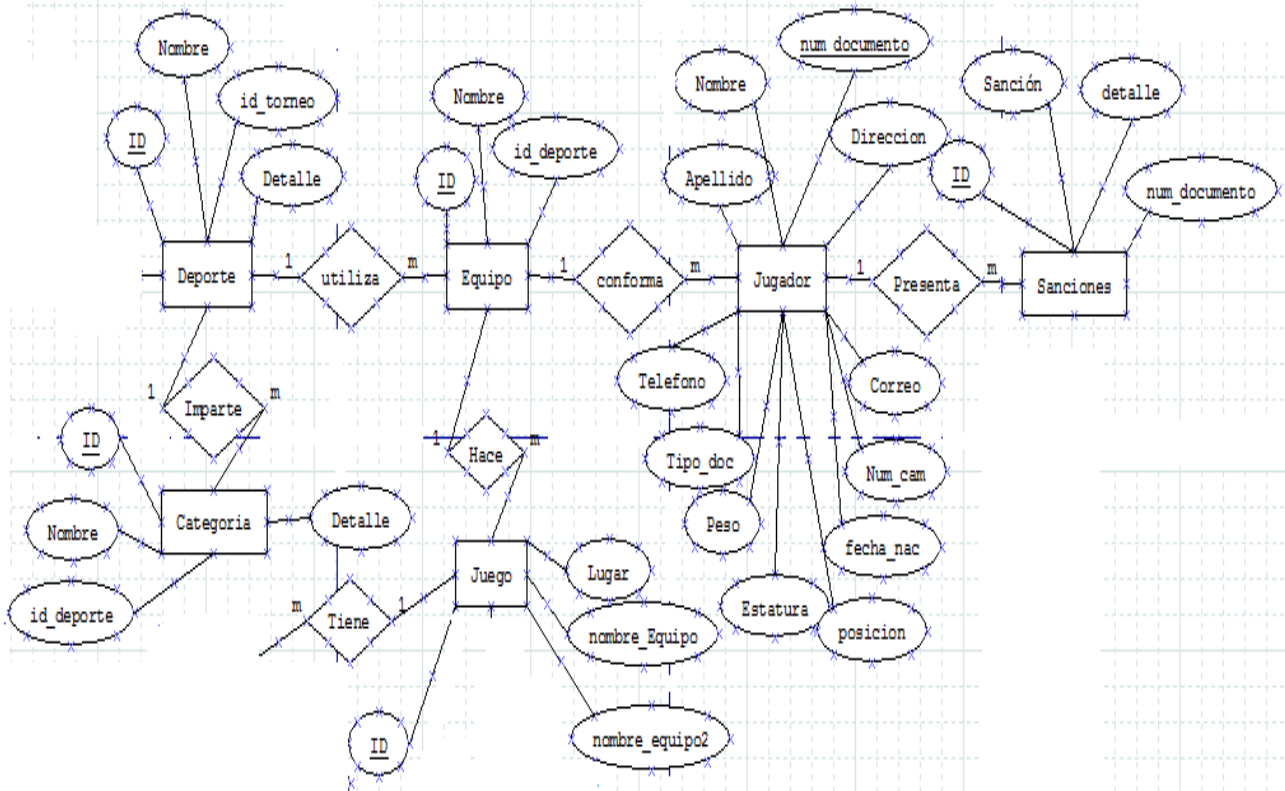 Nombre
num_documento
Sanción
detalle
Nombre
Nombre
id_torneo
ID
Direccion
id_deporte
Detalle
ID
Apellido
ID
num_documento
Deporte
1
utiliza
m
Equipo
1
conforma
m
Jugador
1
Presenta
m
Sanciones
Telefono
Correo
1
Imparte
m
ID
1
Hace
m
Tipo_doc
Num_cam
Categoria
Detalle
Nombre
Peso
fecha_nac
Juego
Lugar
id_deporte
m
Tiene
1
Estatura
nombre_Equipo
posicion
ID
nombre_equipo2